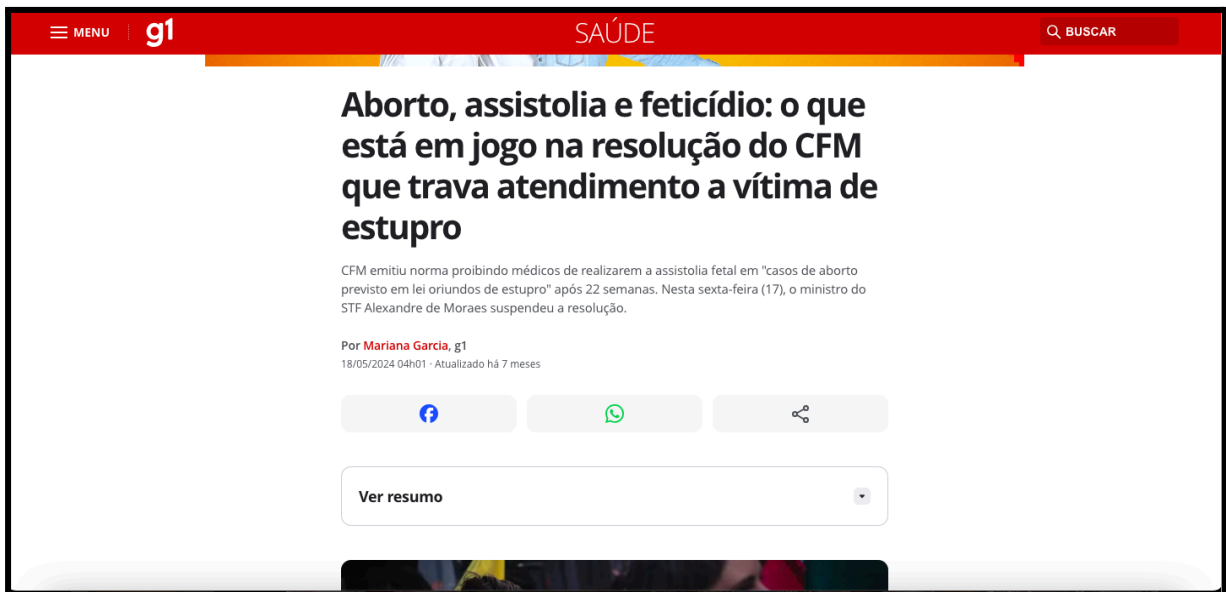 MENU
g1
SAÚDE
BUSCAR
Aborto, assistolia e feticídio: o que
está em jogo na resolução do CFM
que trava atendimento a vítima de
estupro
CFM emitiu norma proibindo médicos de realizarem a assistolia fetal em "casos de aborto
previsto em lei oriundos de estupro" após 22 semanas. Nesta sexta-feira (17), o ministro do
STF Alexandre de Moraes suspendeu a resolução.
Por Mariana Garcia, g1
18/05/2024 04h01 · Atualizado há 7 meses
Ver resumo